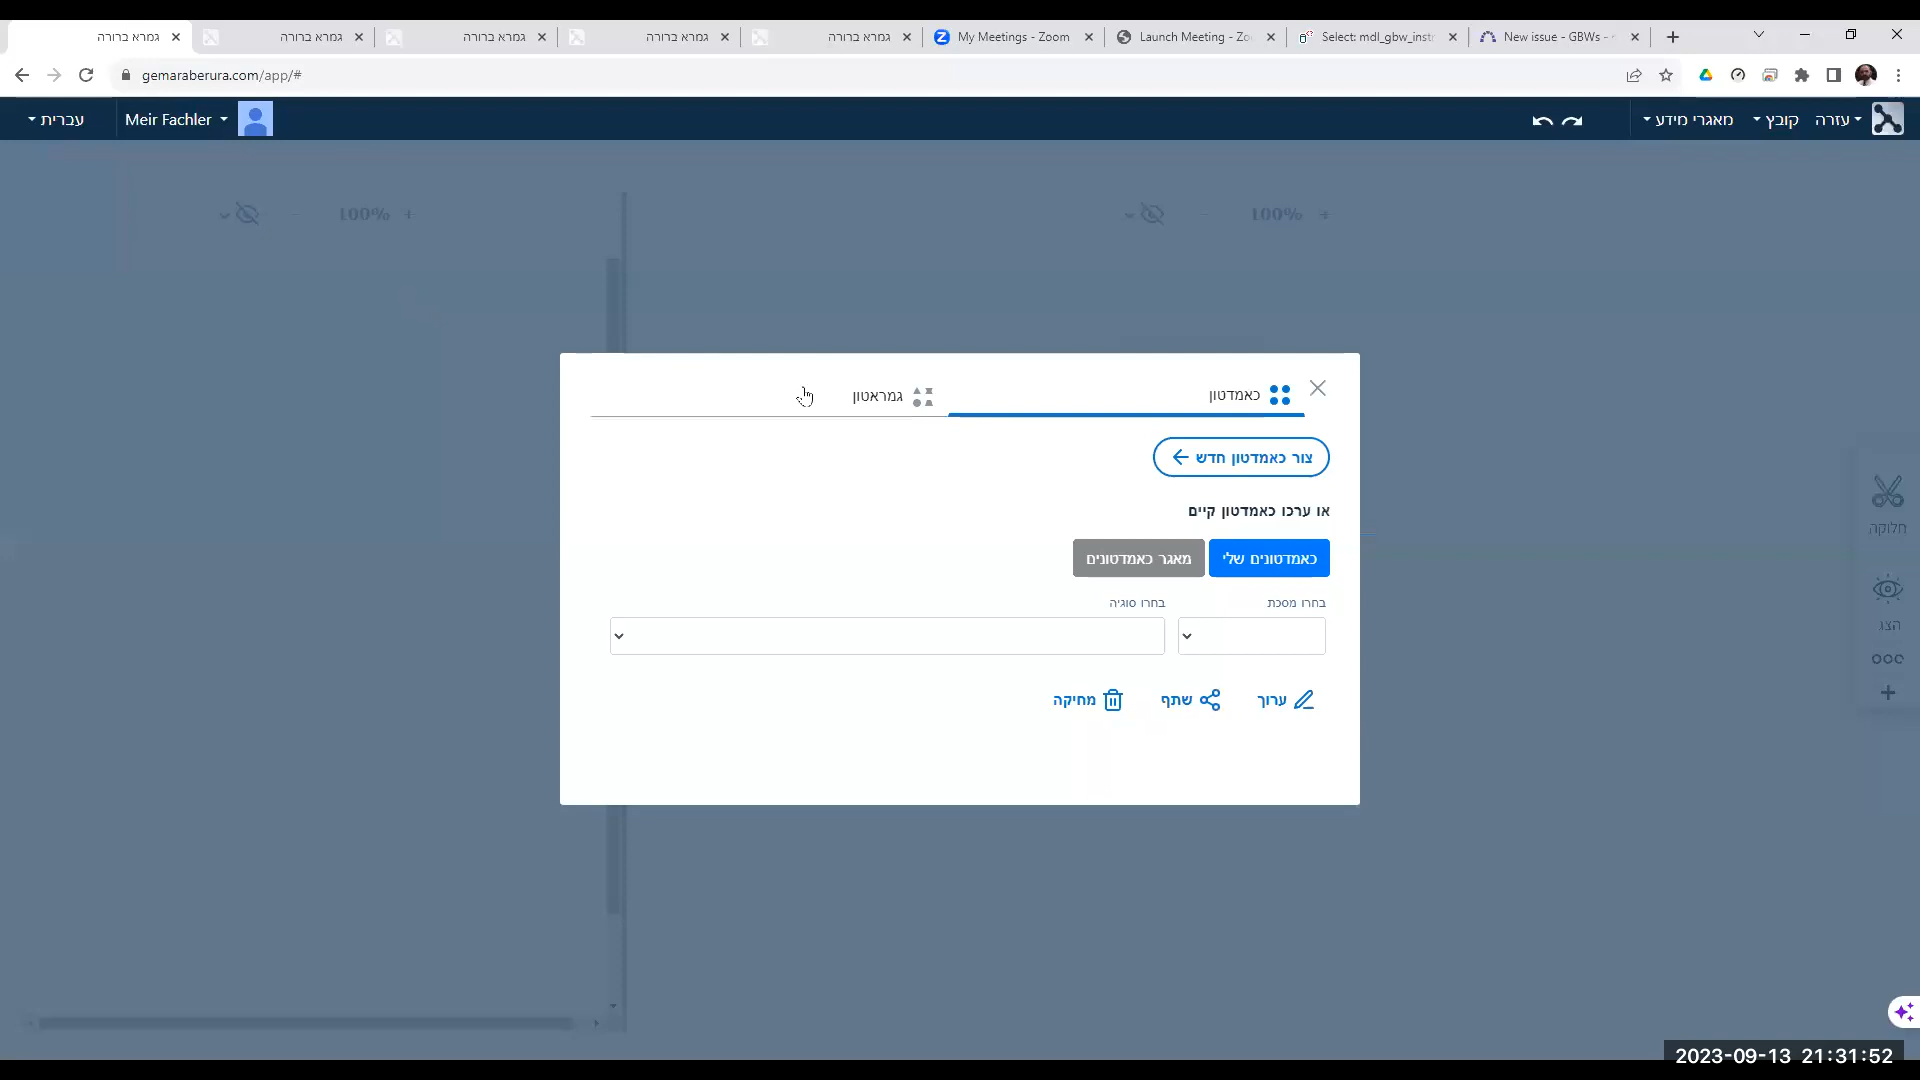 גמרא ברורה
גמרא ברורה
גמרא ברורה
גמרא ברורה
גמרא ברורה
My Meetings - Zoom
Launch Meeting - Zo
Select: mdl_gbw_instr
New issue - GBWs -
gemaraberura.com/app/#
עברית
Meir Fachler
מאגרי מידע
קובץ
עזרה
100%
100%
כאמדטון
גמראטון
צור כאמדטון חדש
או ערכו כאמדטון קיים
כאמדטונים שלי
מאגר כאמדטונים
בחרו מסכת
בחרו סוגיה
ערוך
שתף
מחיקה
חלוקה
הצג
2023-09-13 21:31:52